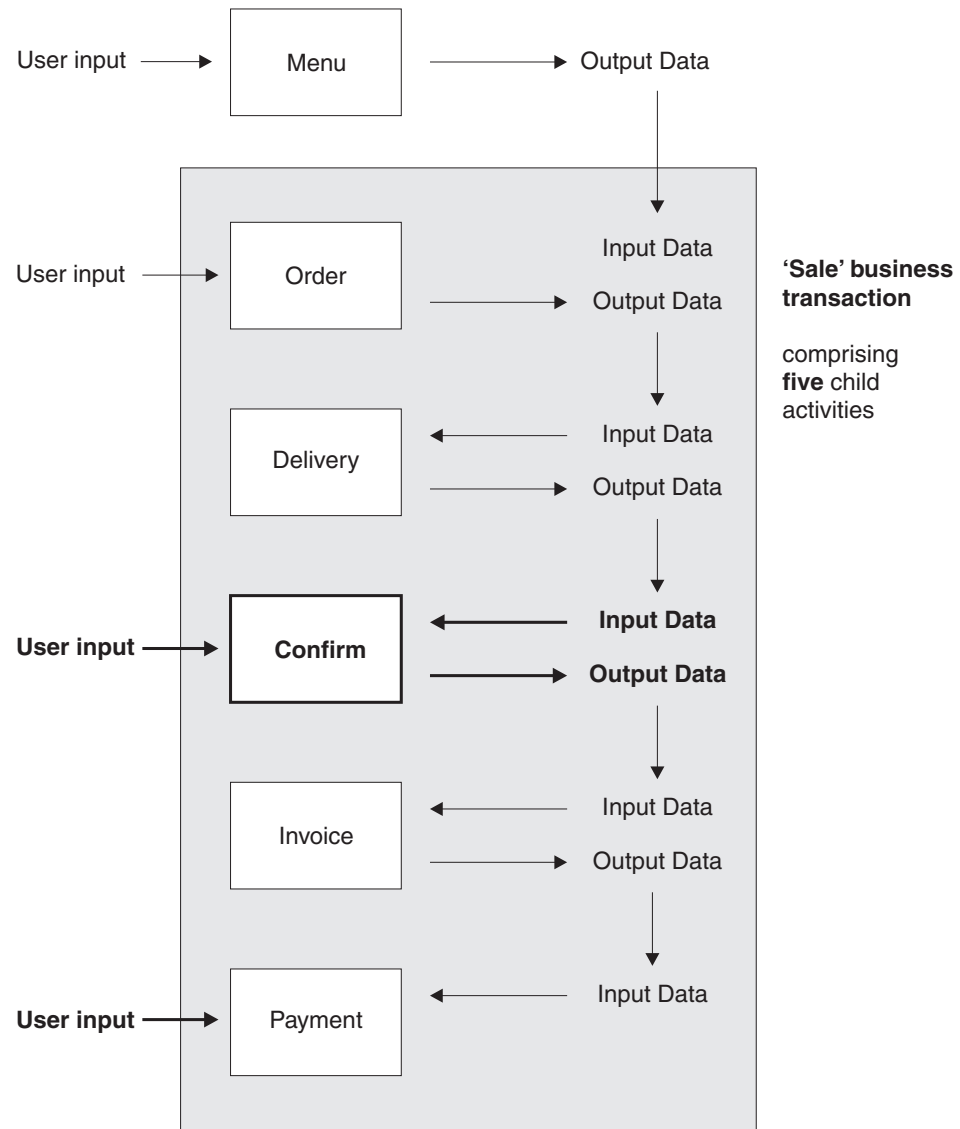 User input
Menu
Output Data
Input Data
User input
Order
Output Data
‘Sale’ business
transaction
comprising
five child
activities
Input Data
Delivery
Output Data
Input Data
User input
Confirm
Output Data
Input Data
Invoice
Output Data
Input Data
User input
Payment